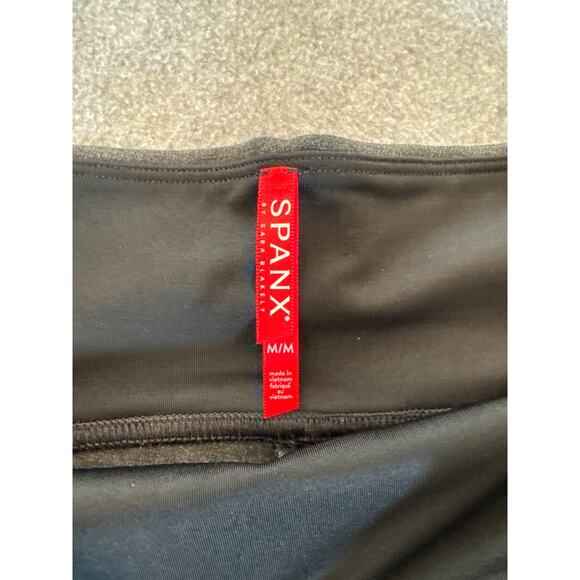 SPANX®
BY SARA BLAKELY
M/M
made in
vietnam
fabriqué
au
vietnam